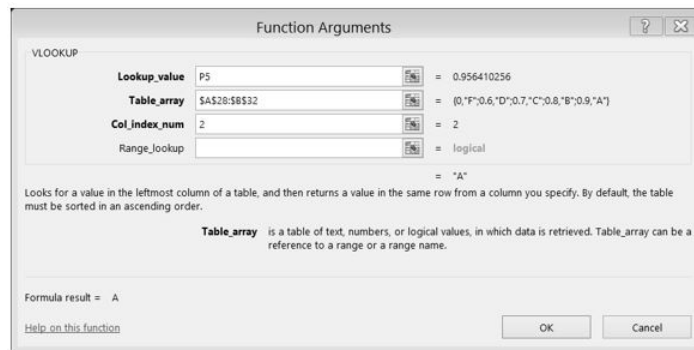 Function Arguments
VLOOKUP
Lookup_value P5 = 0.956410256
Table_array $A$28:$B$32 = {0,"F";0.6,"D";0.7,"C";0.8,"B";0.9,"A"}
Col_index_num 2 = 2
Range_lookup = logical
= "A"
Looks for a value in the leftmost column of a table, and then returns a value in the same row from a column you specify. By default, the table
must be sorted in an ascending order.
Table_array is a table of text, numbers, or logical values, in which data is retrieved. Table_array can be a
reference to a range or a range name.
Formula result = A
Help on this function OK Cancel